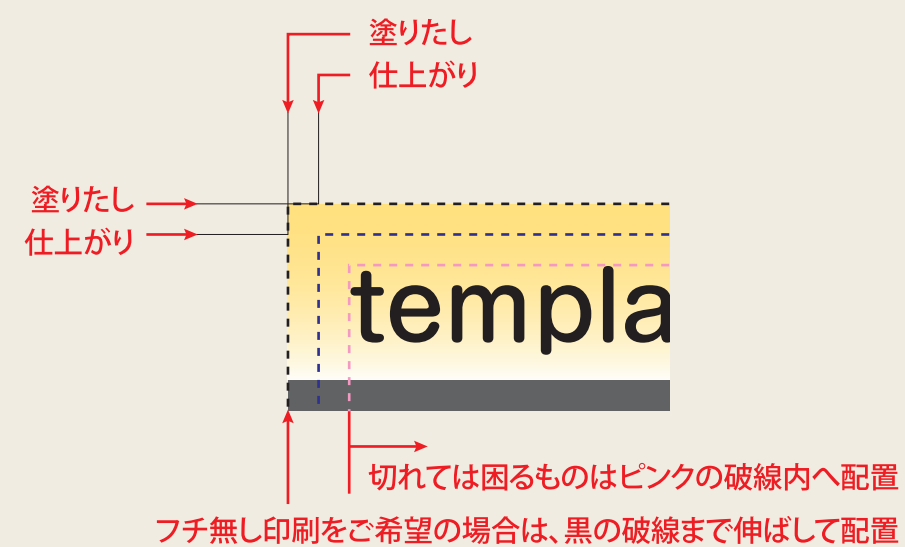 塗りたし
仕上がり
塗りたし
仕上がり
templa
切れては困るものはピンクの破線内へ配置
フチ無し印刷をご希望の場合は、黒の破線まで伸ばして配置